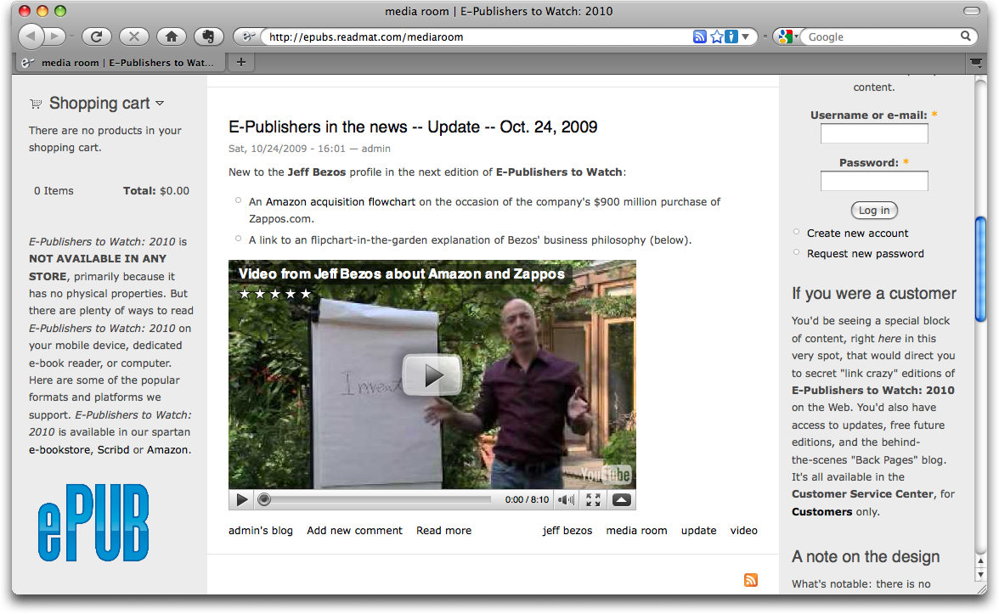 media room | E-Publishers to Watch: 2010
http://epubs.readmat.com/mediaroom
Google
media room | E-Publishers to Wat...
Shopping cart
There are no products in your
shopping cart.
0 Items Total: $0.00
E-Publishers to Watch: 2010 is
NOT AVAILABLE IN ANY
STORE, primarily because it
has no physical properties. But
there are plenty of ways to read
E-Publishers to Watch: 2010 on
your mobile device, dedicated
e-book reader, or computer.
Here are some of the popular
formats and platforms we
support. E-Publishers to Watch:
2010 is available in our spartan
e-bookstore, Scribd or Amazon.
ePUB
E-Publishers in the news -- Update -- Oct. 24, 2009
Sat, 10/24/2009 - 16:01 — admin
New to the Jeff Bezos profile in the next edition of E-Publishers to Watch:
An Amazon acquisition flowchart on the occasion of the company's $900 million purchase of
Zappos.com.
A link to an flipchart-in-the-garden explanation of Bezos' business philosophy (below).
Video from Jeff Bezos about Amazon and Zappos
Invent
YouTube
0:00 / 8:10
admin's blog Add new comment Read more
jeff bezos media room update video
content.
Username or e-mail: *
Password: *
Log in
Create new account
Request new password
If you were a customer
You'd be seeing a special block
of content, right here in this
very spot, that would direct you
to secret "link crazy" editions of
E-Publishers to Watch: 2010
on the Web. You'd also have
access to updates, free future
editions, and the behind-
the-scenes "Back Pages" blog.
It's all available in the
Customer Service Center, for
Customers only.
A note on the design
What's notable: there is no